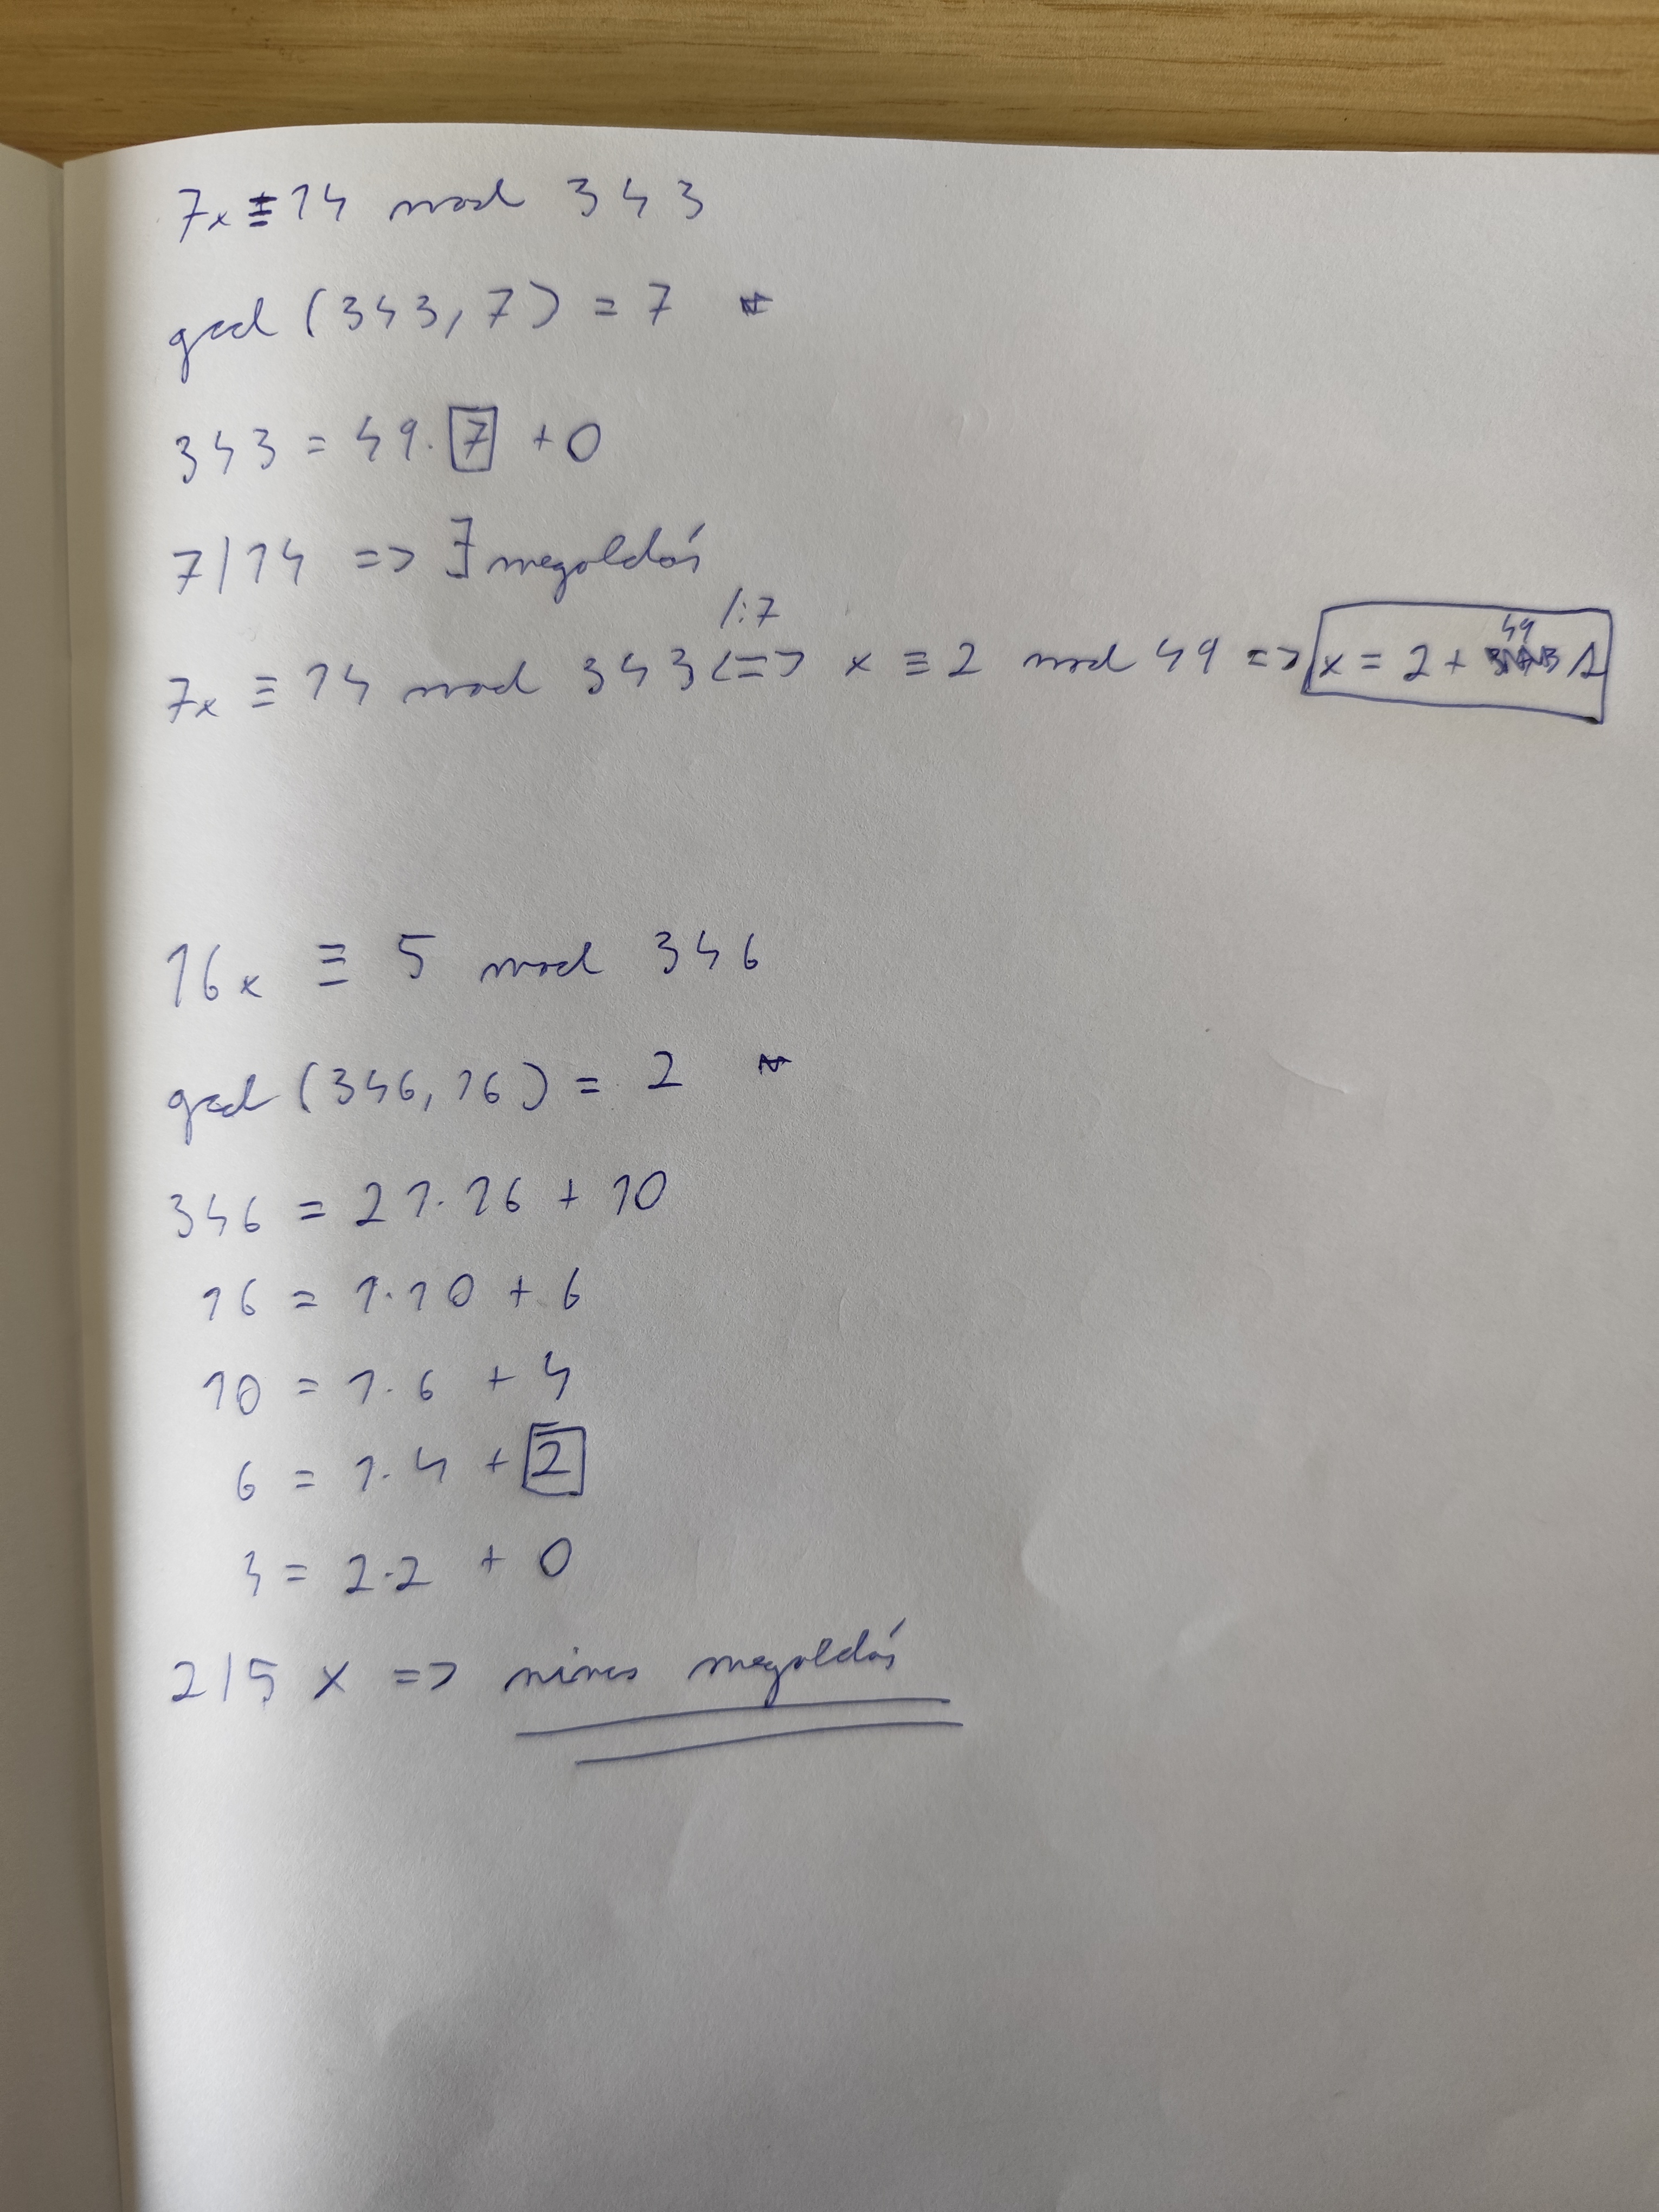 7x ≡ 14 mod 343
gcd (343, 7) = 7
343 = 49 · 7 + 0
7 | 14 => ∃ megoldás
7x ≡ 14 mod 343 /:7 <=> x ≡ 2 mod 49 => x = 2 + 49
16x ≡ 5 mod 346
gcd (346, 16) = 2
346 = 21 · 16 + 10
16 = 1 · 10 + 6
10 = 1 · 6 + 4
6 = 1 · 4 + 2
4 = 2 · 2 + 0
2 | 5 X => nincs megoldás